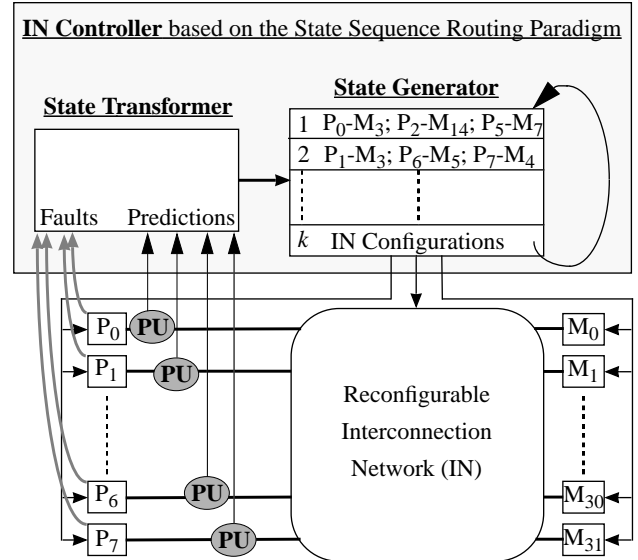 IN Controller based on the State Sequence Routing Paradigm
State Generator
State Transformer
1 P0-M3; P2-M14; P5-M7
2 P1-M3; P6-M5; P7-M4
Faults Predictions
k IN Configurations
P0 PU M0
P1 PU M1
Reconfigurable
Interconnection
Network (IN)
P6 PU M30
P7 PU M31